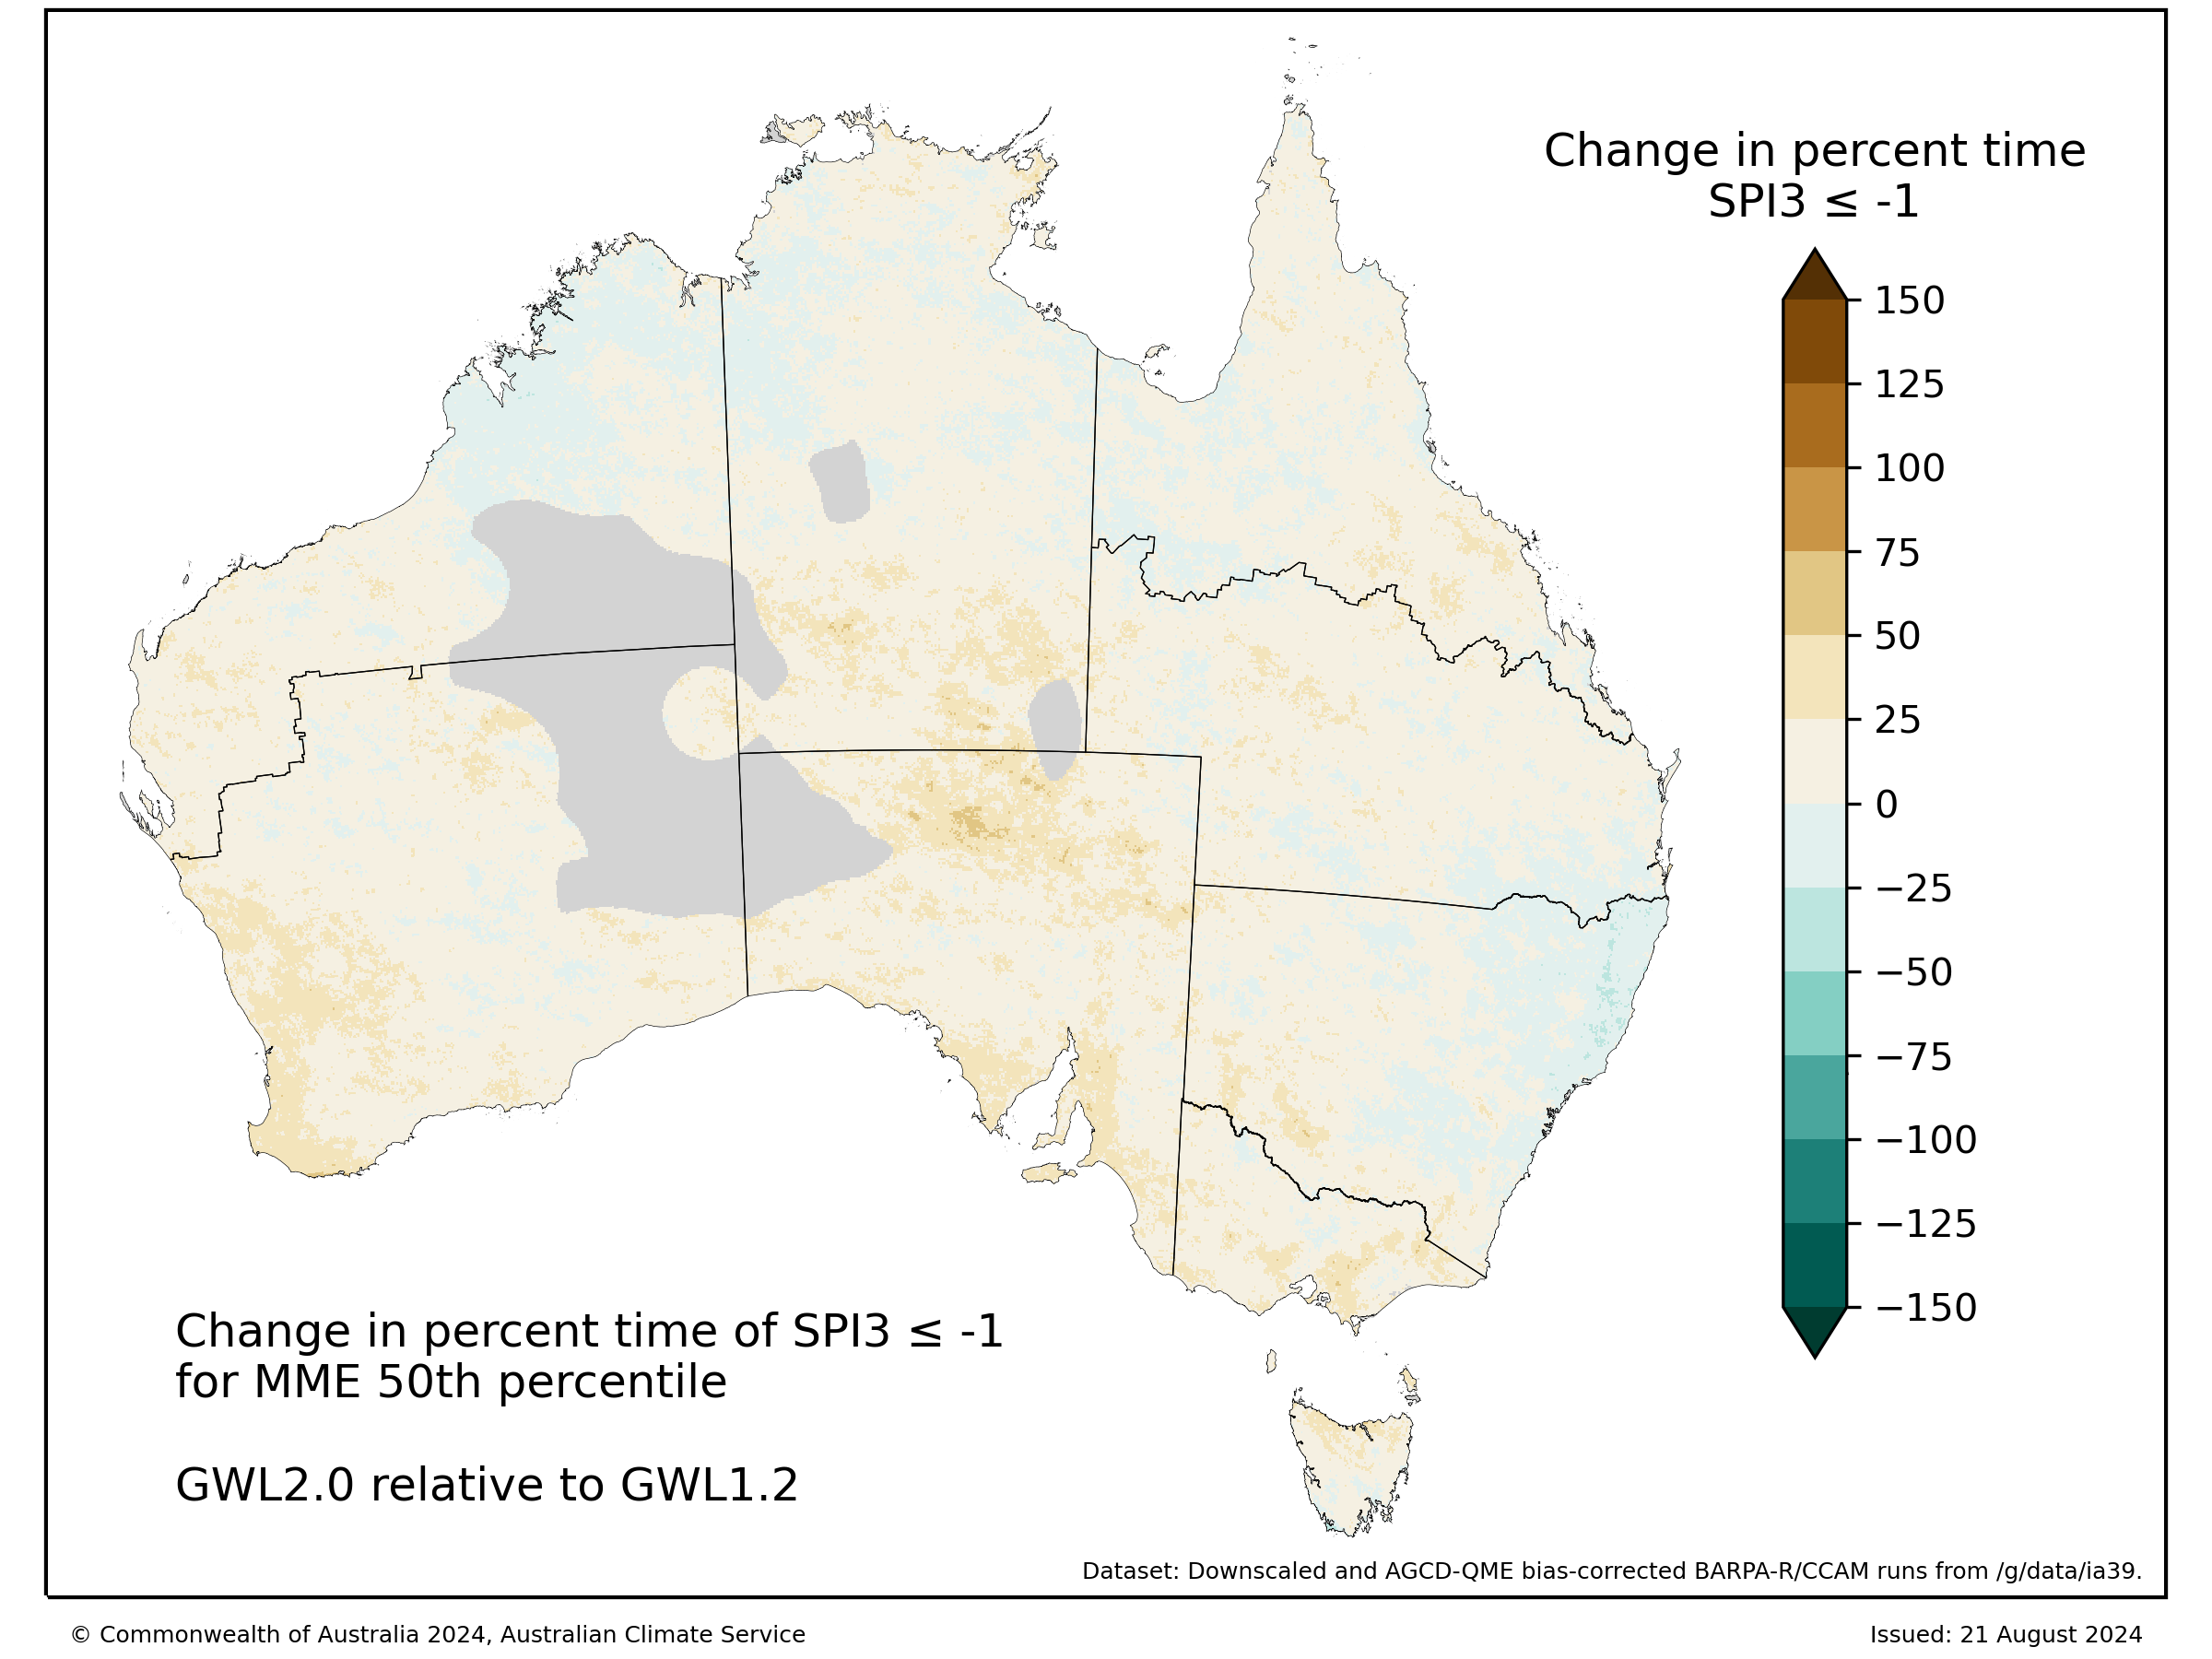 Change in percent time
SPI3 ≤ -1
150
125
100
75
50
25
0
−25
−50
−75
−100
−125
−150
Change in percent time of SPI3 ≤ -1
for MME 50th percentile
GWL2.0 relative to GWL1.2
Dataset: Downscaled and AGCD-QME bias-corrected BARPA-R/CCAM runs from /g/data/ia39.
© Commonwealth of Australia 2024, Australian Climate Service
Issued: 21 August 2024